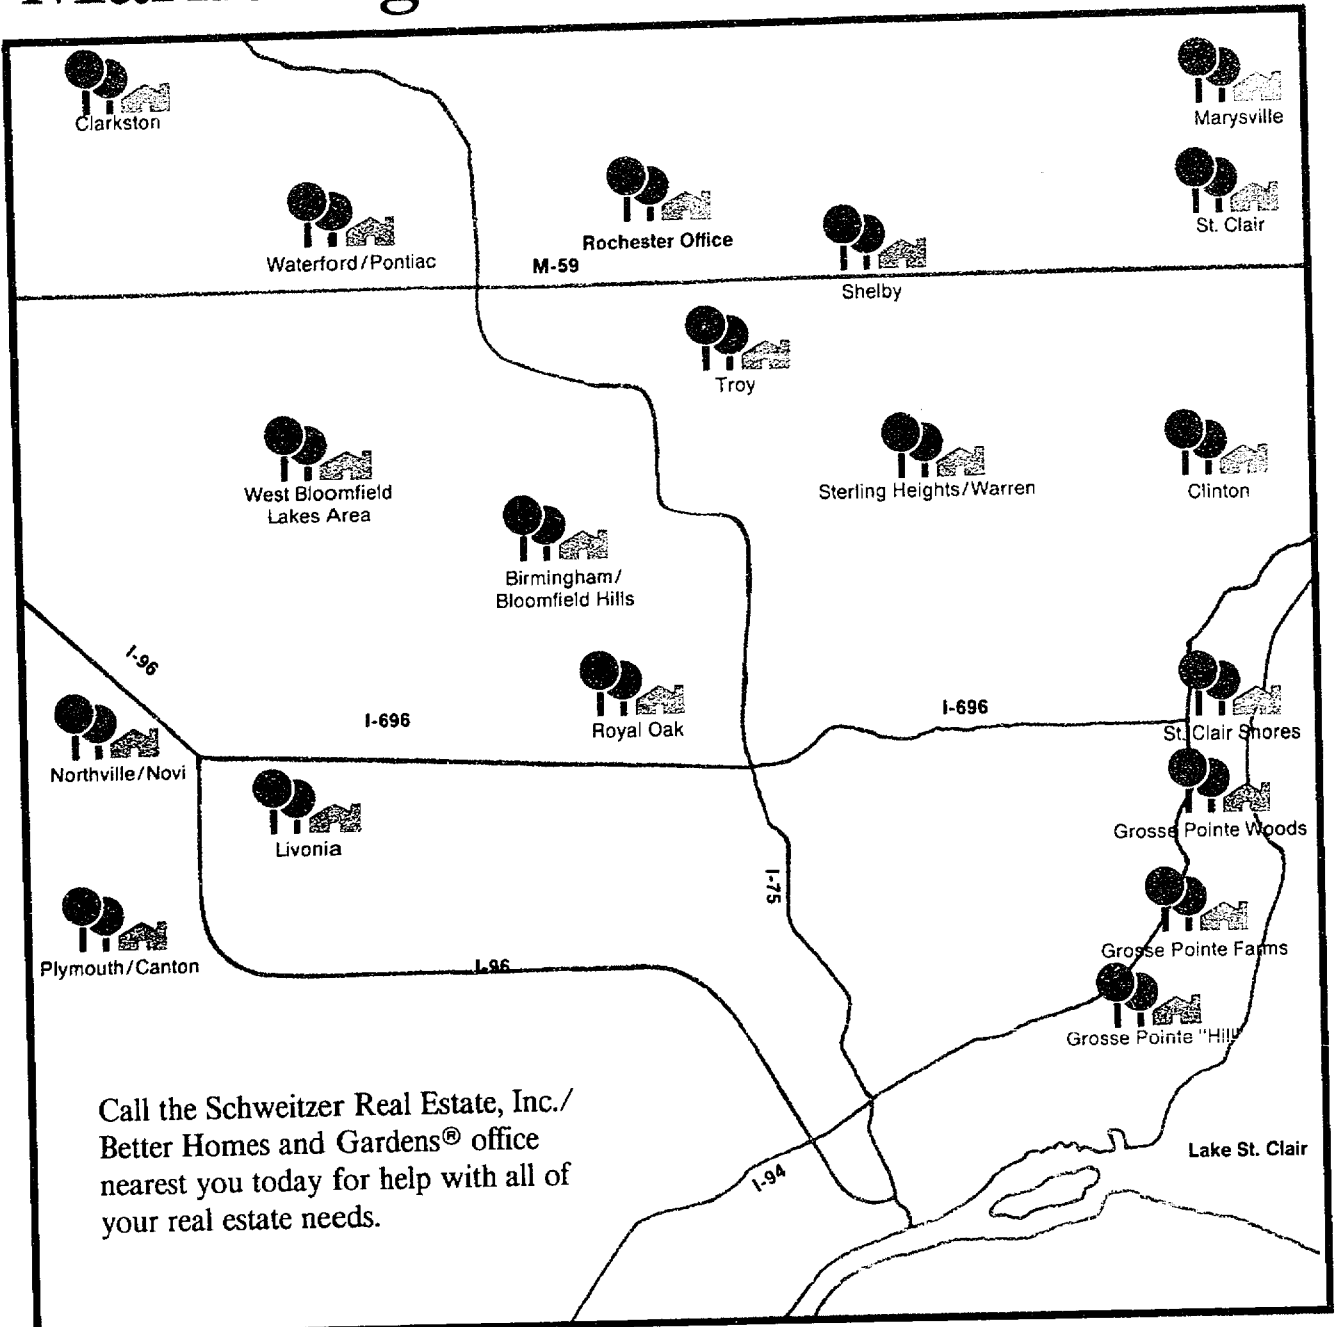 Clarkston
Marysville
St. Clair
Waterford/Pontiac
Rochester Office
M-59
Shelby
Troy
West Bloomfield
Lakes Area
Sterling Heights/Warren
Clinton
Birmingham/
Bloomfield Hills
I-96
I-696
Royal Oak
I-696
St. Clair Shores
Northville/Novi
Livonia
Grosse Pointe Woods
I-75
Plymouth/Canton
I-96
Grosse Pointe Farms
Grosse Pointe "Hill"
Call the Schweitzer Real Estate, Inc./
Better Homes and Gardens® office
nearest you today for help with all of
your real estate needs.
Lake St. Clair
I-94